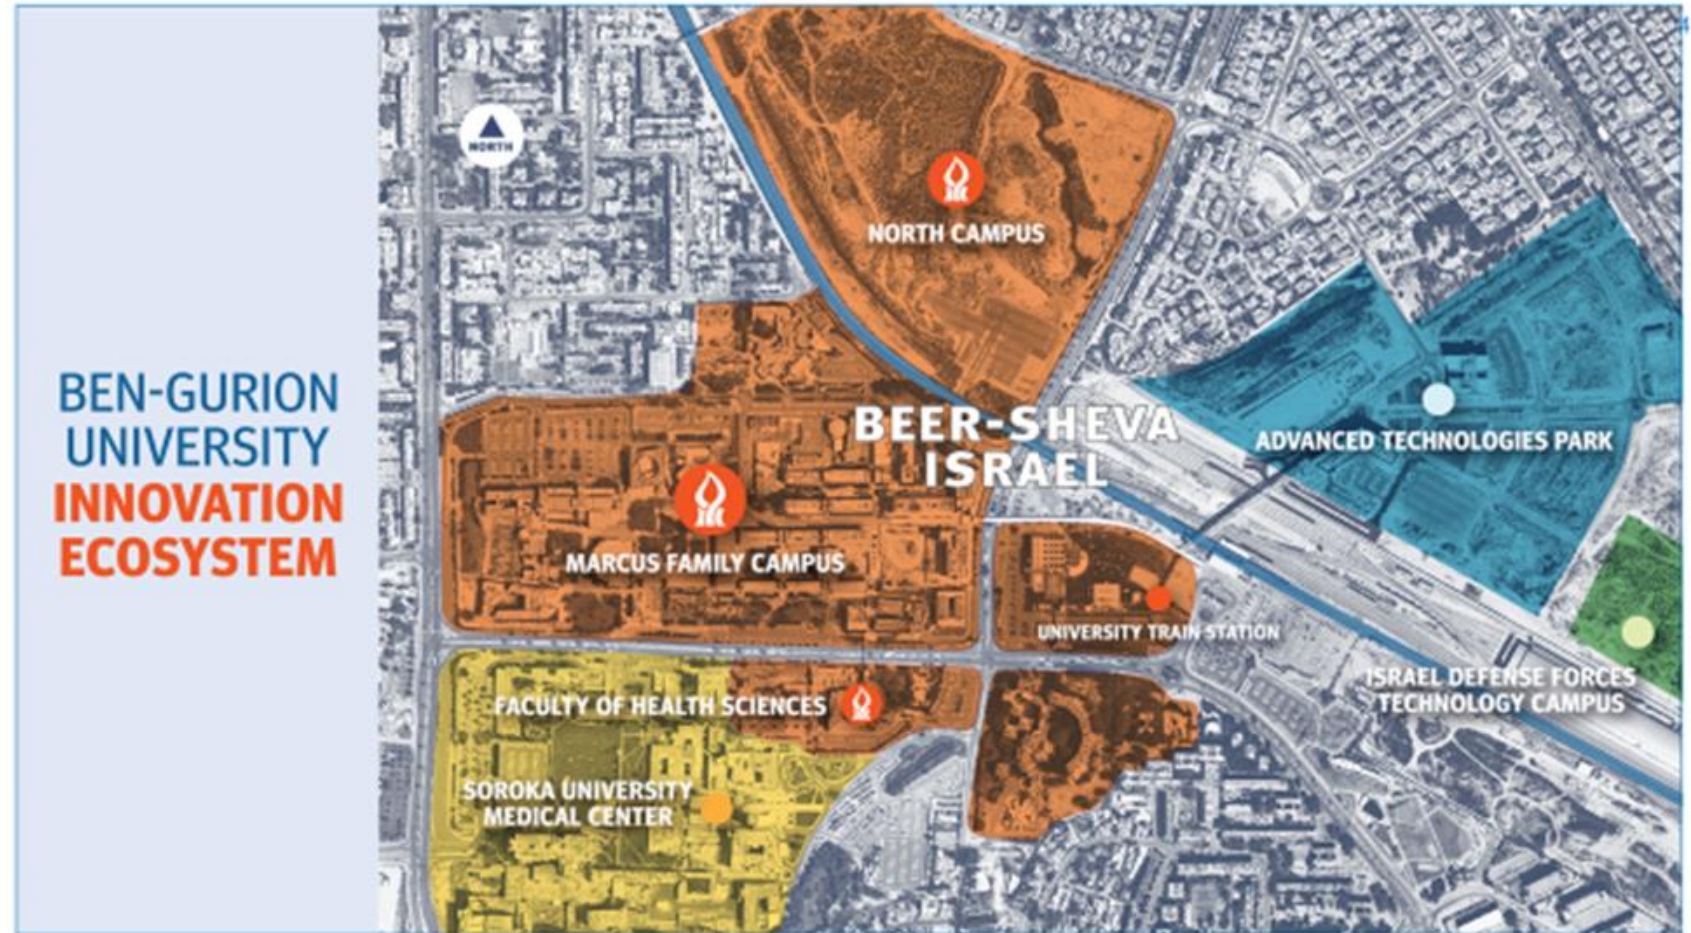 BEN-GURION
UNIVERSITY
INNOVATION
ECOSYSTEM
NORTH
NORTH CAMPUS
BEER-SHEVA
ISRAEL
ADVANCED TECHNOLOGIES PARK
MARCUS FAMILY CAMPUS
UNIVERSITY TRAIN STATION
ISRAEL DEFENSE FORCES
TECHNOLOGY CAMPUS
FACULTY OF HEALTH SCIENCES
SOROKA UNIVERSITY
MEDICAL CENTER